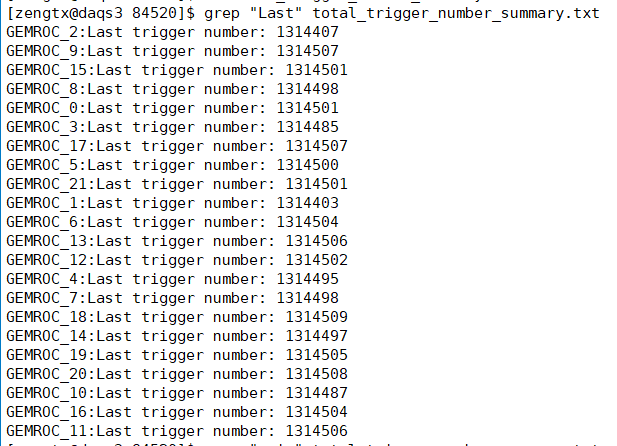 [zengtx@daqs3 84520]$ grep "Last" total_trigger_number_summary.txt
GEMROC_2:Last trigger number: 1314407
GEMROC_9:Last trigger number: 1314507
GEMROC_15:Last trigger number: 1314501
GEMROC_8:Last trigger number: 1314498
GEMROC_0:Last trigger number: 1314501
GEMROC_3:Last trigger number: 1314485
GEMROC_17:Last trigger number: 1314507
GEMROC_5:Last trigger number: 1314500
GEMROC_21:Last trigger number: 1314501
GEMROC_1:Last trigger number: 1314403
GEMROC_6:Last trigger number: 1314504
GEMROC_13:Last trigger number: 1314506
GEMROC_12:Last trigger number: 1314502
GEMROC_4:Last trigger number: 1314495
GEMROC_7:Last trigger number: 1314498
GEMROC_18:Last trigger number: 1314509
GEMROC_14:Last trigger number: 1314497
GEMROC_19:Last trigger number: 1314505
GEMROC_20:Last trigger number: 1314508
GEMROC_10:Last trigger number: 1314487
GEMROC_16:Last trigger number: 1314504
GEMROC_11:Last trigger number: 1314506